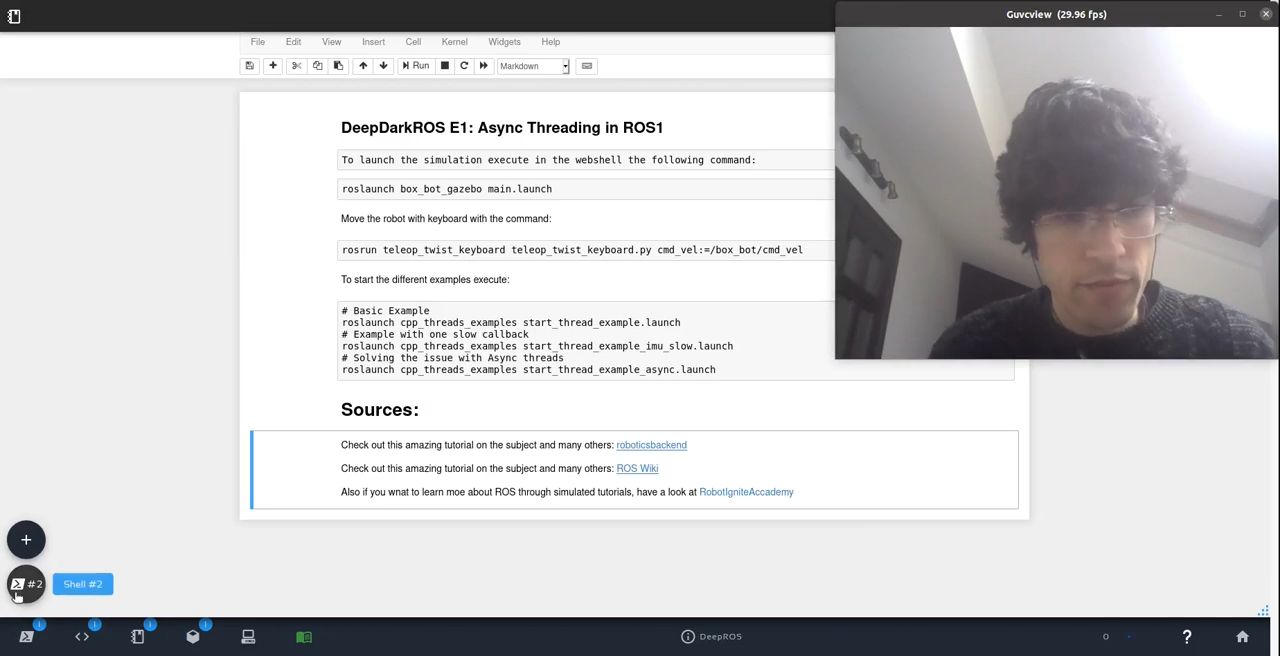 Guvcview (29.96 fps)
File Edit View Insert Cell Kernel Widgets Help
Run Markdown
DeepDarkROS E1: Async Threading in ROS1
To launch the simulation execute in the webshell the following command:
roslaunch box_bot_gazebo main.launch
Move the robot with keyboard with the command:
rosrun teleop_twist_keyboard teleop_twist_keyboard.py cmd_vel:=/box_bot/cmd_vel
To start the different examples execute:
# Basic Example
roslaunch cpp_threads_examples start_thread_example.launch
# Example with one slow callback
roslaunch cpp_threads_examples start_thread_example_imu_slow.launch
# Solving the issue with Async threads
roslaunch cpp_threads_examples start_thread_example_async.launch
Sources:
Check out this amazing tutorial on the subject and many others: roboticsbackend
Check out this amazing tutorial on the subject and many others: ROS Wiki
Also if you wnat to learn moe about ROS through simulated tutorials, have a look at RobotIgniteAccademy
#2 Shell #2
DeepROS
0